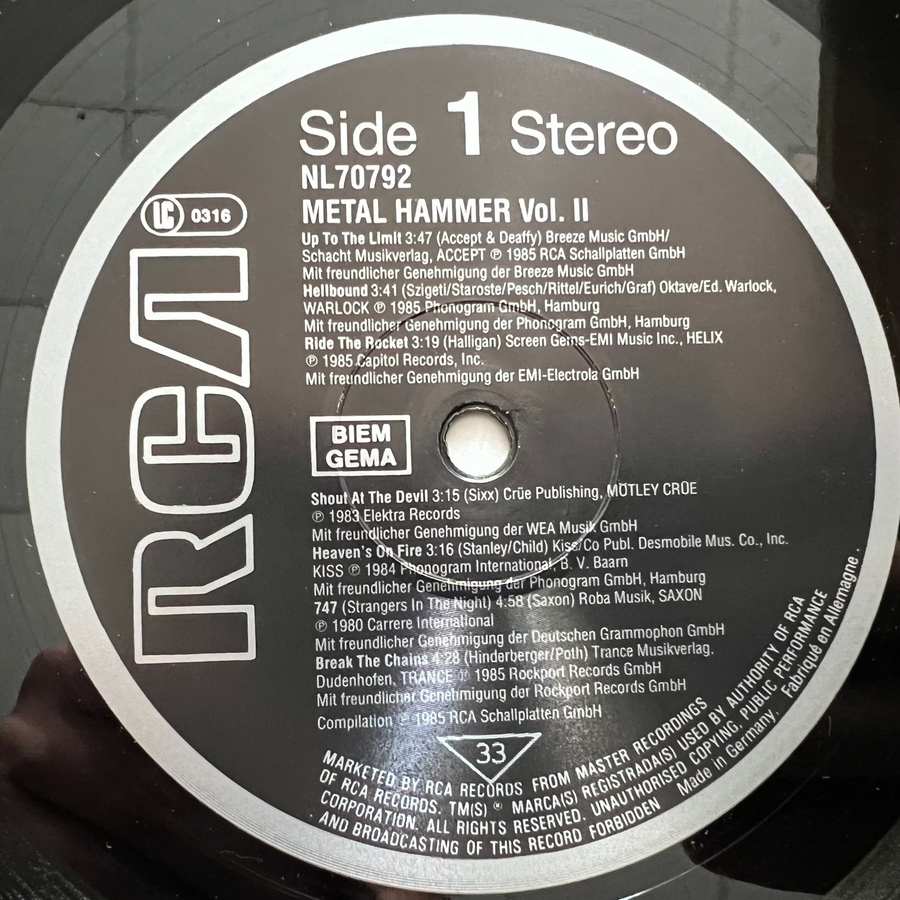 Side 1 Stereo
NL70792
METAL HAMMER Vol. II
LC 0316
RCA
Up To The Limit 3:47 (Accept & Deaffy) Breeze Music GmbH/
Schacht Musikverlag, ACCEPT ℗ 1985 RCA Schallplatten GmbH
Mit freundlicher Genehmigung der Breeze Music GmbH
Hellbound 3:41 (Szigeti/Staroste/Pesch/Rittel/Eurich/Graf) Oktave/Ed. Warlock,
WARLOCK ℗ 1985 Phonogram GmbH, Hamburg
Mit freundlicher Genehmigung der Phonogram GmbH, Hamburg
Ride The Rocket 3:19 (Halligan) Screen Gems-EMI Music Inc., HELIX
℗ 1985 Capitol Records, Inc.
Mit freundlicher Genehmigung der EMI-Electrola GmbH
BIEM
GEMA
Shout At The Devil 3:15 (Sixx) Crüe Publishing, MÖTLEY CRÜE
℗ 1983 Elektra Records
Mit freundlicher Genehmigung der WEA Musik GmbH
Heaven's On Fire 3:16 (Stanley/Child) Kiss/Co Publ. Desmobile Mus. Co., Inc.
KISS ℗ 1984 Phonogram International, B. V. Baarn
Mit freundlicher Genehmigung der Phonogram GmbH, Hamburg
747 (Strangers In The Night) 4:58 (Saxon) Roba Musik, SAXON
℗ 1980 Carrere International
Mit freundlicher Genehmigung der Deutschen Grammophon GmbH
Break The Chains 4:28 (Hinderberger/Poth) Trance Musikverlag.
Dudenhofen, TRANCE ℗ 1985 Rockport Records GmbH
Mit freundlicher Genehmigung der Rockport Records GmbH
Compilation ℗ 1985 RCA Schallplatten GmbH
33
MARKETED BY RCA RECORDS FROM MASTER RECORDINGS
OF RCA RECORDS. TM(S) ® MARCA(S) REGISTRADA(S) USED BY AUTHORITY OF RCA
CORPORATION. ALL RIGHTS RESERVED. UNAUTHORISED COPYING, PUBLIC PERFORMANCE
AND BROADCASTING OF THIS RECORD FORBIDDEN Made in Germany. Fabriqué en Allemagne.